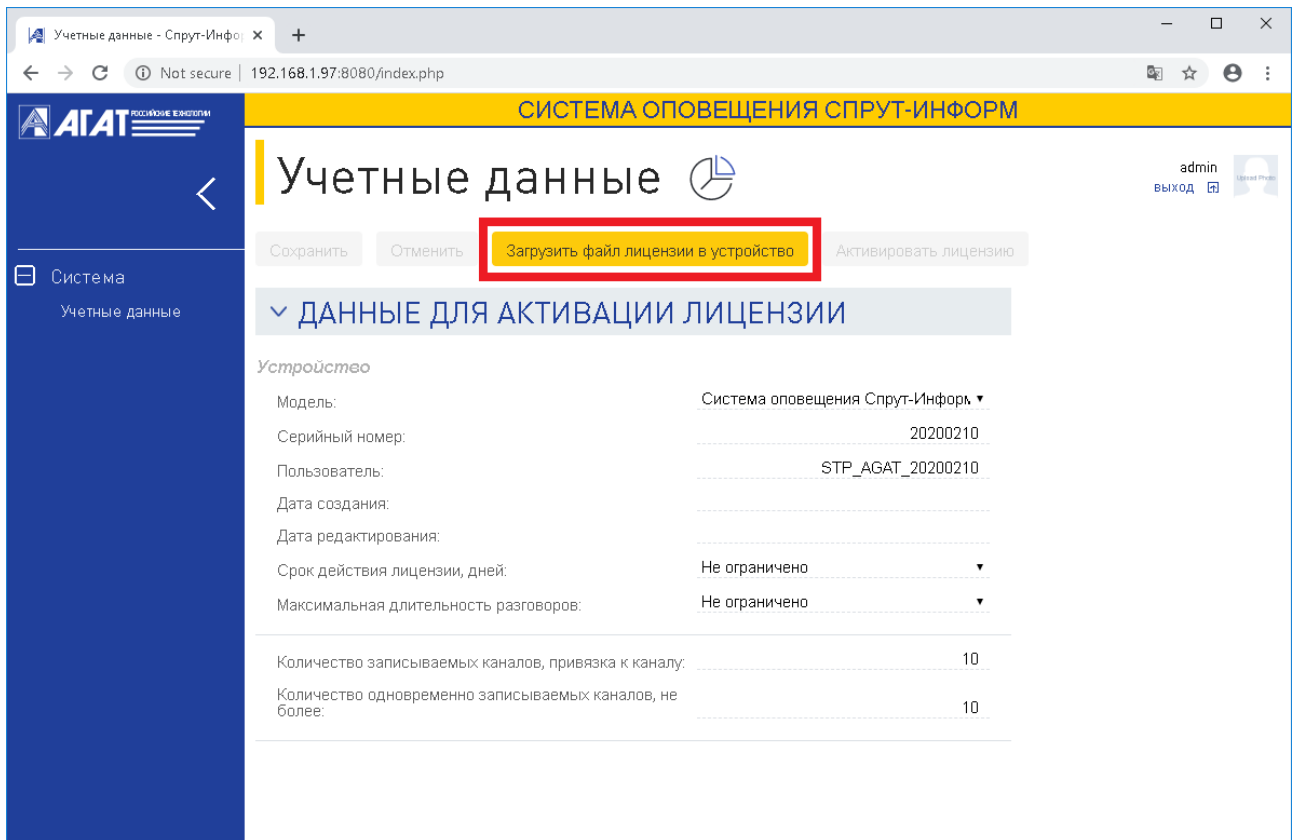 Учетные данные - Спрут-Инфо
Not secure | 192.168.1.97:8080/index.php
АГАТ РОССИЙСКИЕ ТЕХНОЛОГИИ
СИСТЕМА ОПОВЕЩЕНИЯ СПРУТ-ИНФОРМ
Учетные данные
admin
выход
Upload Photo
Сохранить
Отменить
Загрузить файл лицензии в устройство
Активировать лицензию
Система
Учетные данные
ДАННЫЕ ДЛЯ АКТИВАЦИИ ЛИЦЕНЗИИ
Устройство
Модель: Система оповещения Спрут-Информ
Серийный номер: 20200210
Пользователь: STP_AGAT_20200210
Дата создания:
Дата редактирования:
Срок действия лицензии, дней: Не ограничено
Максимальная длительность разговоров: Не ограничено
Количество записываемых каналов, привязка к каналу: 10
Количество одновременно записываемых каналов, не
более: 10